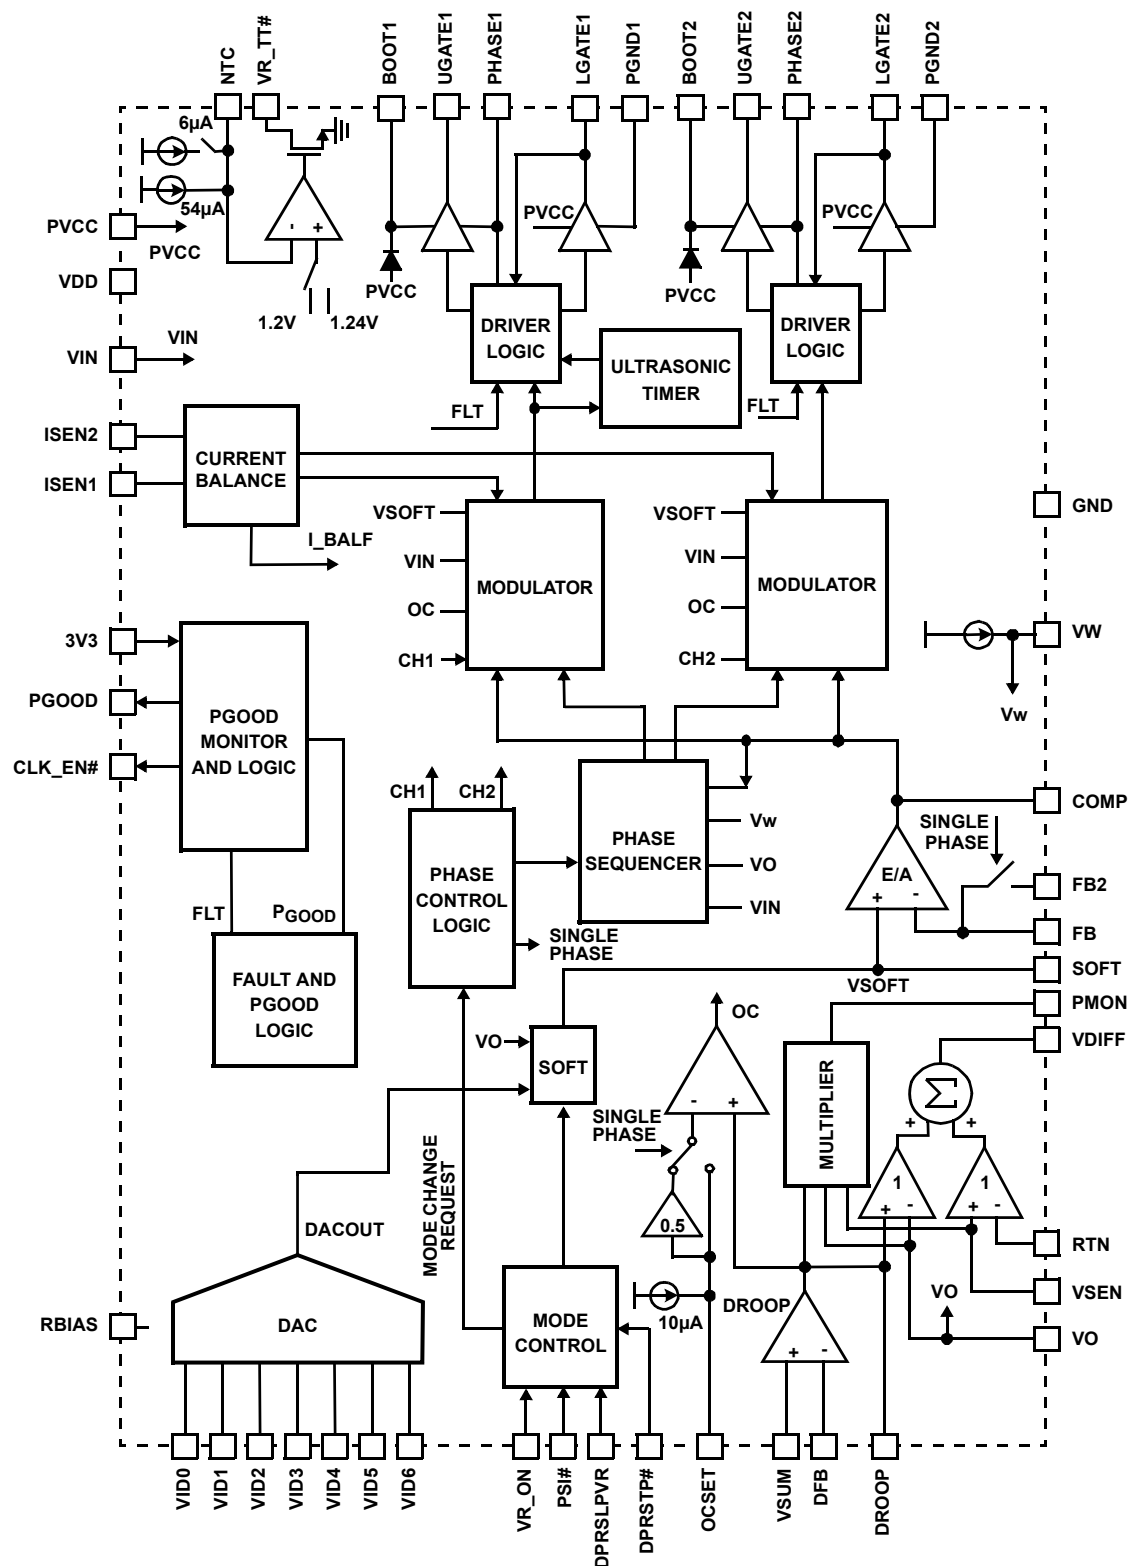 NTC
VR_TT#
BOOT1
UGATE1
PHASE1
LGATE1
PGND1
BOOT2
UGATE2
PHASE2
LGATE2
PGND2
6µA
54µA
PVCC
PVCC
- +
1.2V
1.24V
PVCC
PVCC
PVCC
PVCC
VDD
VIN
VIN
DRIVER
LOGIC
ULTRASONIC
TIMER
DRIVER
LOGIC
FLT
FLT
ISEN2
ISEN1
CURRENT
BALANCE
I_BALF
VSOFT
VIN
OC
CH1
MODULATOR
VSOFT
VIN
OC
CH2
MODULATOR
GND
VW
Vw
3V3
PGOOD
CLK_EN#
PGOOD
MONITOR
AND LOGIC
FLT
PGOOD
FAULT AND
PGOOD
LOGIC
CH1
CH2
PHASE
CONTROL
LOGIC
SINGLE
PHASE
PHASE
SEQUENCER
Vw
VO
VIN
COMP
SINGLE
PHASE
E/A
+ -
FB2
FB
SOFT
VSOFT
PMON
VDIFF
VO
SOFT
OC
- +
MULTIPLIER
Σ
+ +
SINGLE
PHASE
0.5
1
+ -
1
+ -
RTN
VSEN
VO
VO
MODE CHANGE
REQUEST
DACOUT
DAC
RBIAS
MODE
CONTROL
10µA
DROOP
+ -
VID0
VID1
VID2
VID3
VID4
VID5
VID6
VR_ON
PSI#
DPRSLPVR
DPRSTP#
OCSET
VSUM
DFB
DROOP